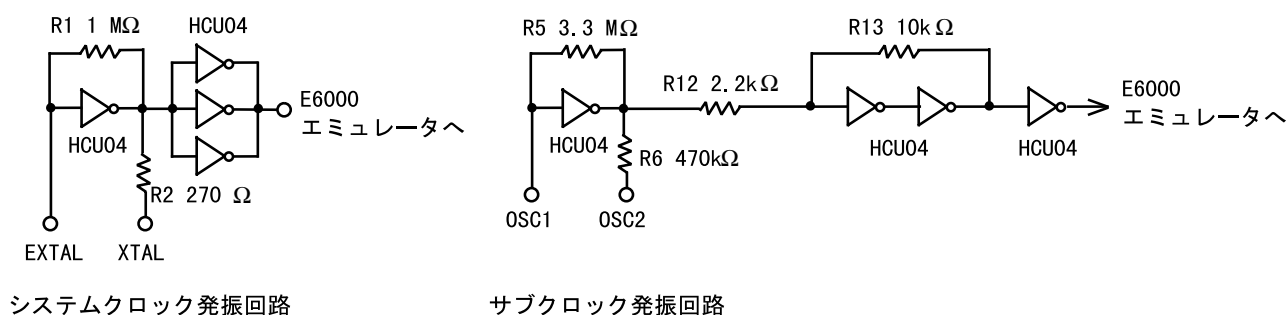 R1 1 MΩ
HCU04
HCU04
E6000
エミュレータへ
R2 270 Ω
EXTAL
XTAL
システムクロック発振回路
R5 3.3 MΩ
R13 10kΩ
R12 2.2kΩ
HCU04
R6 470kΩ
HCU04
HCU04
E6000
エミュレータへ
OSC1
OSC2
サブクロック発振回路